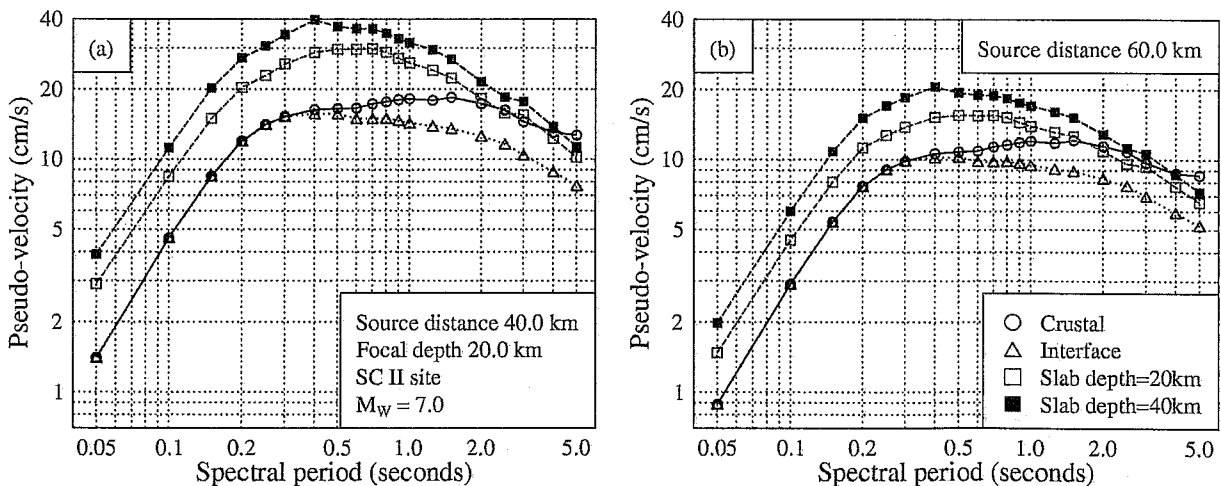 (a)
Pseudo-velocity (cm/s)
40
30
20
10
5
2
1
Source distance 40.0 km
Focal depth 20.0 km
SC II site
M_W = 7.0
0.05 0.1 0.2 0.5 1.0 2.0 5.0
Spectral period (seconds)
(b)
Source distance 60.0 km
Pseudo-velocity (cm/s)
40
20
10
5
2
1
Crustal
Interface
Slab depth=20km
Slab depth=40km
0.05 0.1 0.2 0.5 1.0 2.0 5.0
Spectral period (seconds)